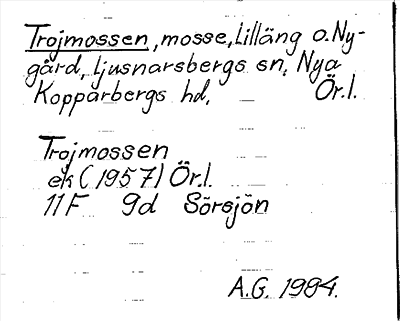 Trojmossen, mosse, Lilläng o. Ny-
gård, Ljusnarsbergs sn, Nya
Kopparbergs hd, Ör.l.
Trojmossen
ek (1957) Ör.l.
11F 9d Sörsjön
A.G. 1984.